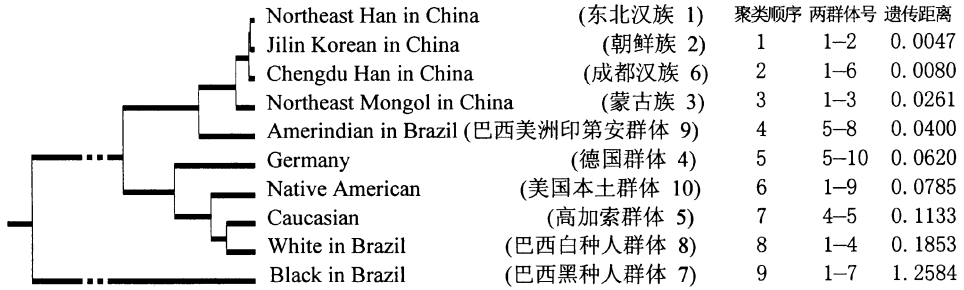 Northeast Han in China (东北汉族 1) 聚类顺序 两群体号 遗传距离
Jilin Korean in China (朝鲜族 2) 1 1—2 0.0047
Chengdu Han in China (成都汉族 6) 2 1—6 0.0080
Northeast Mongol in China (蒙古族 3) 3 1—3 0.0261
Amerindian in Brazil (巴西美洲印第安群体 9) 4 5—8 0.0400
Germany (德国群体 4) 5 5—10 0.0620
Native American (美国本土群体 10) 6 1—9 0.0785
Caucasian (高加索群体 5) 7 4—5 0.1133
White in Brazil (巴西白种人群体 8) 8 1—4 0.1853
Black in Brazil (巴西黑种人群体 7) 9 1—7 1.2584